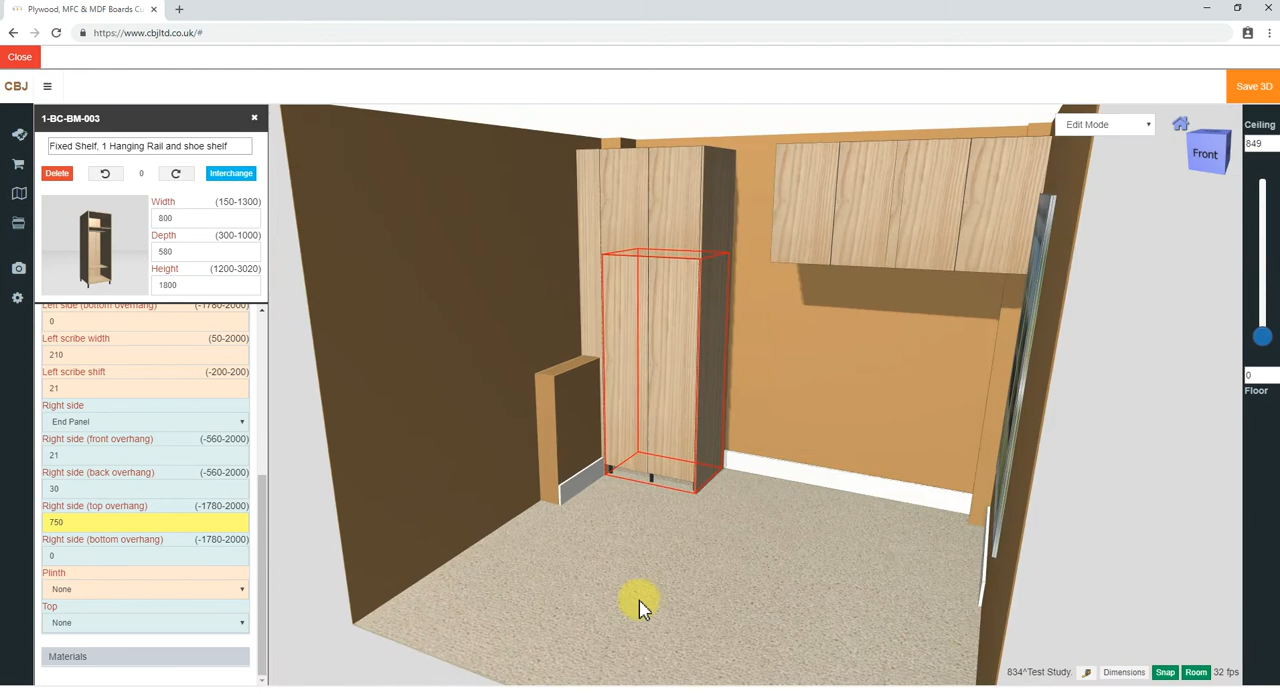 Plywood, MFC & MDF Boards Cu
https://www.cbjltd.co.uk/#
Close
CBJ
Save 3D
1-BC-BM-003
Fixed Shelf, 1 Hanging Rail and shoe shelf
Delete
0
Interchange
Width (150-1300)
800
Depth (300-1000)
580
Height (1200-3020)
1800
Left side (bottom overhang) (-1780-2000)
0
Left scribe width (50-2000)
210
Left scribe shift (-200-200)
21
Right side
End Panel
Right side (front overhang) (-560-2000)
21
Right side (back overhang) (-560-2000)
30
Right side (top overhang) (-1780-2000)
750
Right side (bottom overhang) (-1780-2000)
0
Plinth
None
Top
None
Materials
Edit Mode
Front
Ceiling
849
0
Floor
834^Test Study.
Dimensions
Snap
Room
32 fps